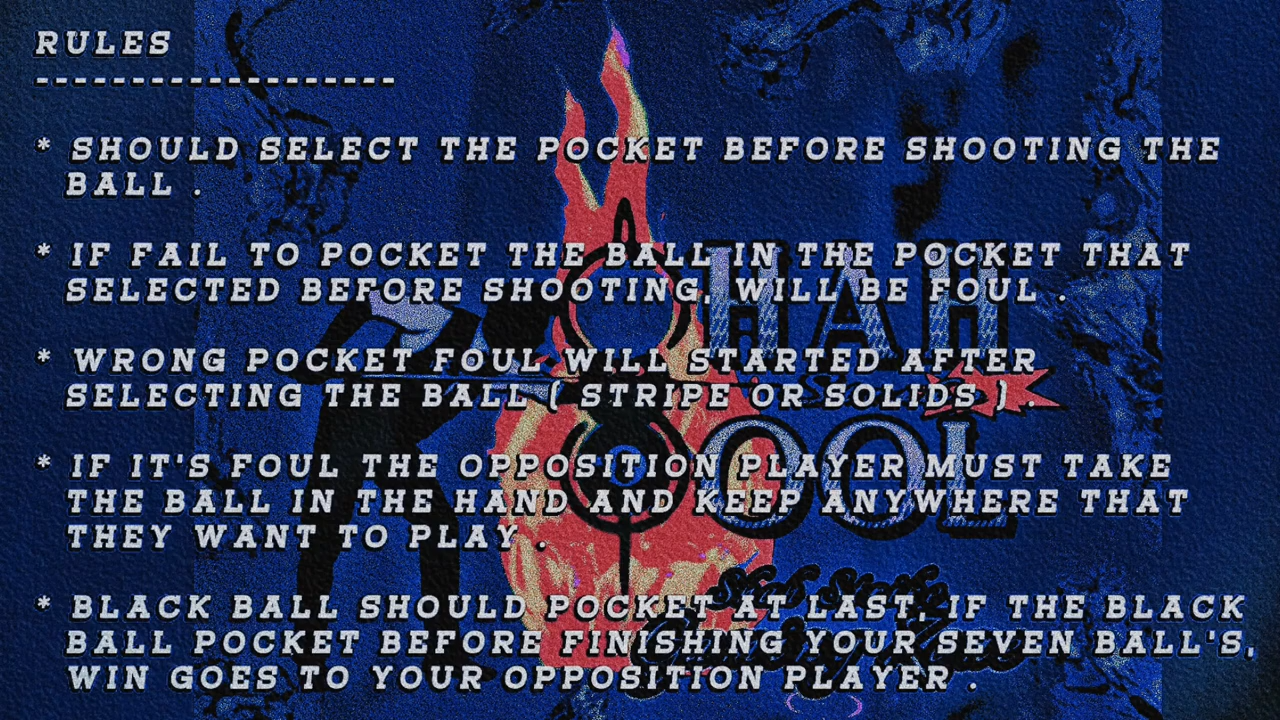 RULES
-------------------
* SHOULD SELECT THE POCKET BEFORE SHOOTING THE
BALL .
* IF FAIL TO POCKET THE BALL IN THE POCKET THAT
SELECTED BEFORE SHOOTING, WILL BE FOUL .
* WRONG POCKET FOUL WILL STARTED AFTER
SELECTING THE BALL ( STRIPE OR SOLIDS ) .
* IF IT'S FOUL THE OPPOSITION PLAYER MUST TAKE
THE BALL IN THE HAND AND KEEP ANYWHERE THAT
THEY WANT TO PLAY .
* BLACK BALL SHOULD POCKET AT LAST, IF THE BLACK
BALL POCKET BEFORE FINISHING YOUR SEVEN BALL'S,
WIN GOES TO YOUR OPPOSITION PLAYER .
HAH
OOL